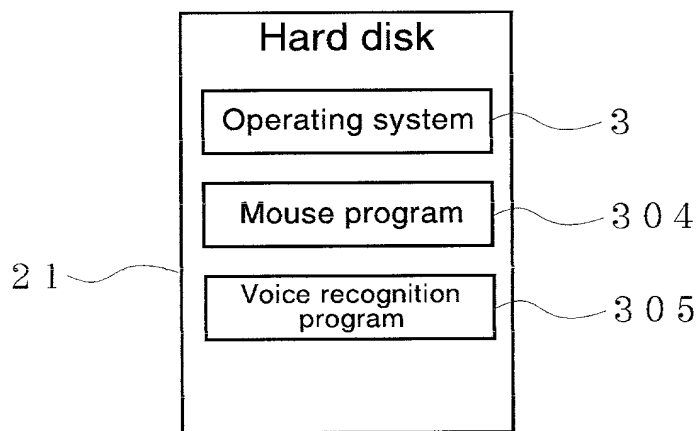 Hard disk
Operating system
3
Mouse program
304
21
Voice recognition
program
305